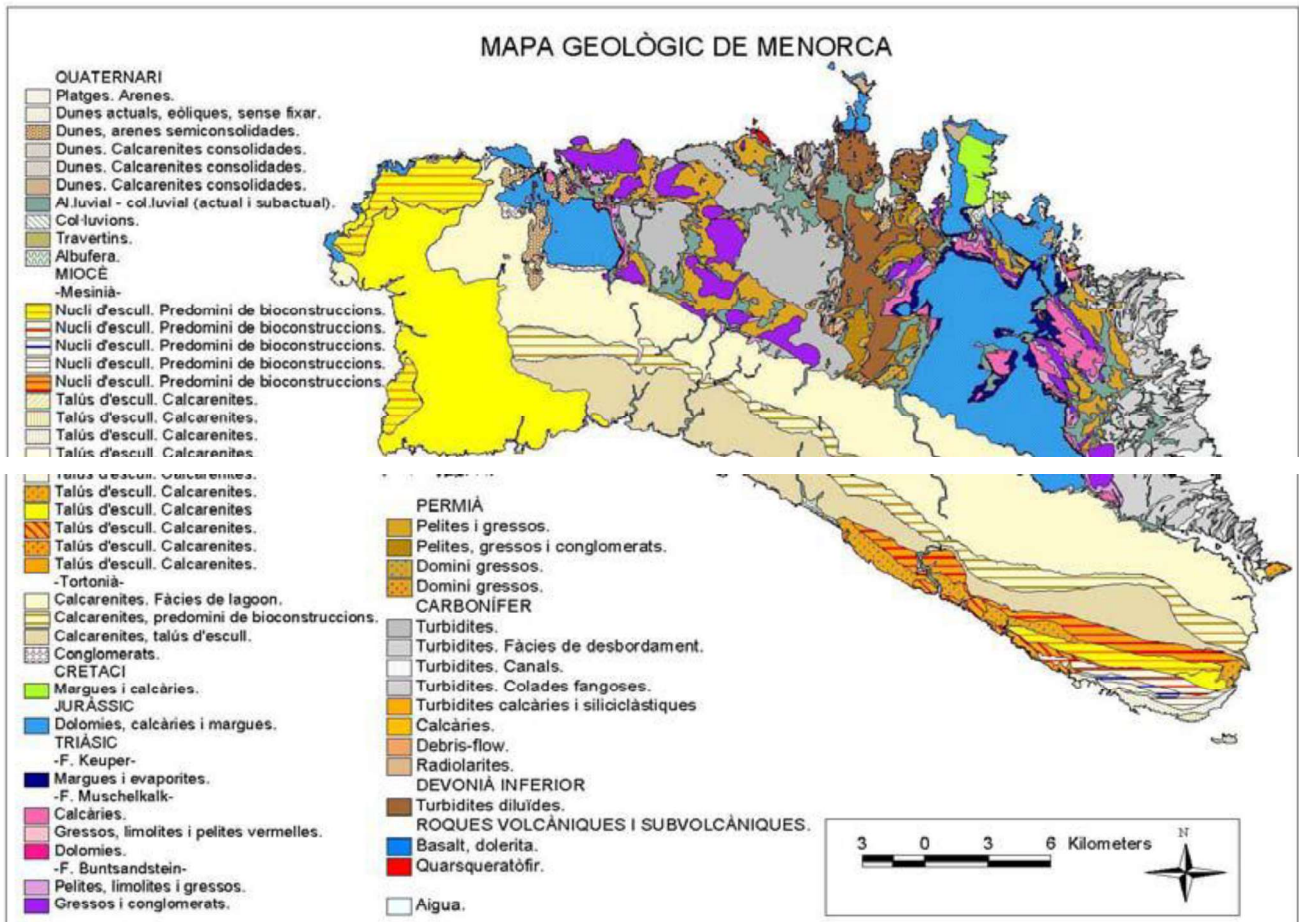 MAPA GEOLÒGIC DE MENORCA
QUATERNARI
Platges. Arenes.
Dunes actuals, eòliques, sense fixar.
Dunes, arenes semiconsolidades.
Dunes. Calcarenites consolidades.
Dunes. Calcarenites consolidades.
Dunes. Calcarenites consolidades.
Al.luvial - col.luvial (actual i subactual).
Col·luvions.
Travertins.
Albufera.
MIOCÈ
-Mesinià-
Nucli d'escull. Predomini de bioconstruccions.
Nucli d'escull. Predomini de bioconstruccions.
Nucli d'escull. Predomini de bioconstruccions.
Nucli d'escull. Predomini de bioconstruccions.
Nucli d'escull. Predomini de bioconstruccions.
Talús d'escull. Calcarenites.
Talús d'escull. Calcarenites.
Talús d'escull. Calcarenites.
Talús d'escull. Calcarenites.
Talús d'escull. Calcarenites.
Talús d'escull. Calcarenites.
Talús d'escull. Calcarenites
Talús d'escull. Calcarenites.
Talús d'escull. Calcarenites.
Talús d'escull. Calcarenites.
-Tortonià-
Calcarenites. Fàcies de lagoon.
Calcarenites, predomini de bioconstruccions.
Calcarenites, talús d'escull.
Conglomerats.
CRETACI
Margues i calcàries.
JURÀSSIC
Dolomies, calcàries i margues.
TRIÀSIC
-F. Keuper-
Margues i evaporites.
-F. Muschelkalk-
Calcàries.
Gressos, limolites i pelites vermelles.
Dolomies.
-F. Buntsandstein-
Pelites, limolites i gressos.
Gressos i conglomerats.
PERMIÀ
Pelites i gressos.
Pelites, gressos i conglomerats.
Domini gressos.
Domini gressos.
CARBONÍFER
Turbidites.
Turbidites. Fàcies de desbordament.
Turbidites. Canals.
Turbidites. Colades fangoses.
Turbidites calcàries i siliciclàstiques
Calcàries.
Debris-flow.
Radiolarites.
DEVONIÀ INFERIOR
Turbidites diluïdes.
ROQUES VOLCÀNIQUES I SUBVOLCÀNIQUES.
Basalt, dolerita.
Quarsqueratòfir.
Aigua.
3 0 3 6 Kilometers
N